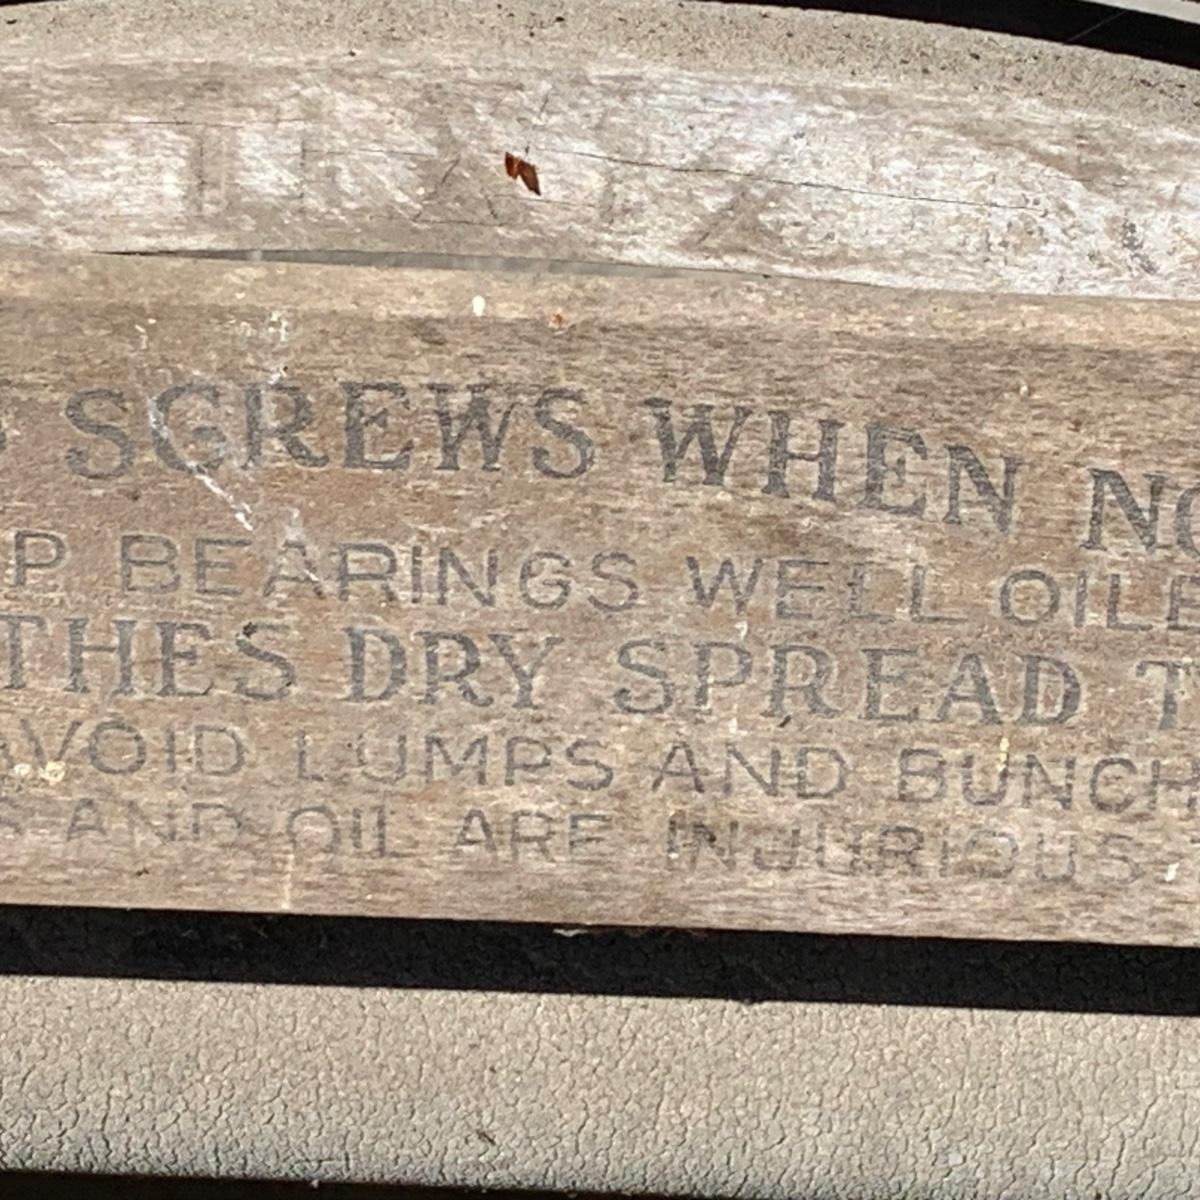 SCREWS WHEN NO
P BEARINGS WELL OILE
THES DRY SPREAD T
AVOID LUMPS AND BUNCH
S AND OIL ARE INJURIOUS